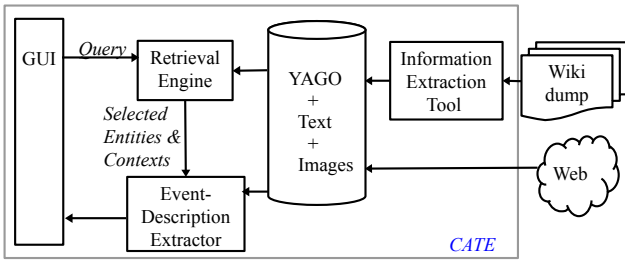 GUI
Query
Retrieval
Engine
Selected
Entities &
Contexts
Event-
Description
Extractor
YAGO
+
Text
+
Images
Information
Extraction
Tool
Wiki
dump
Web
CATE